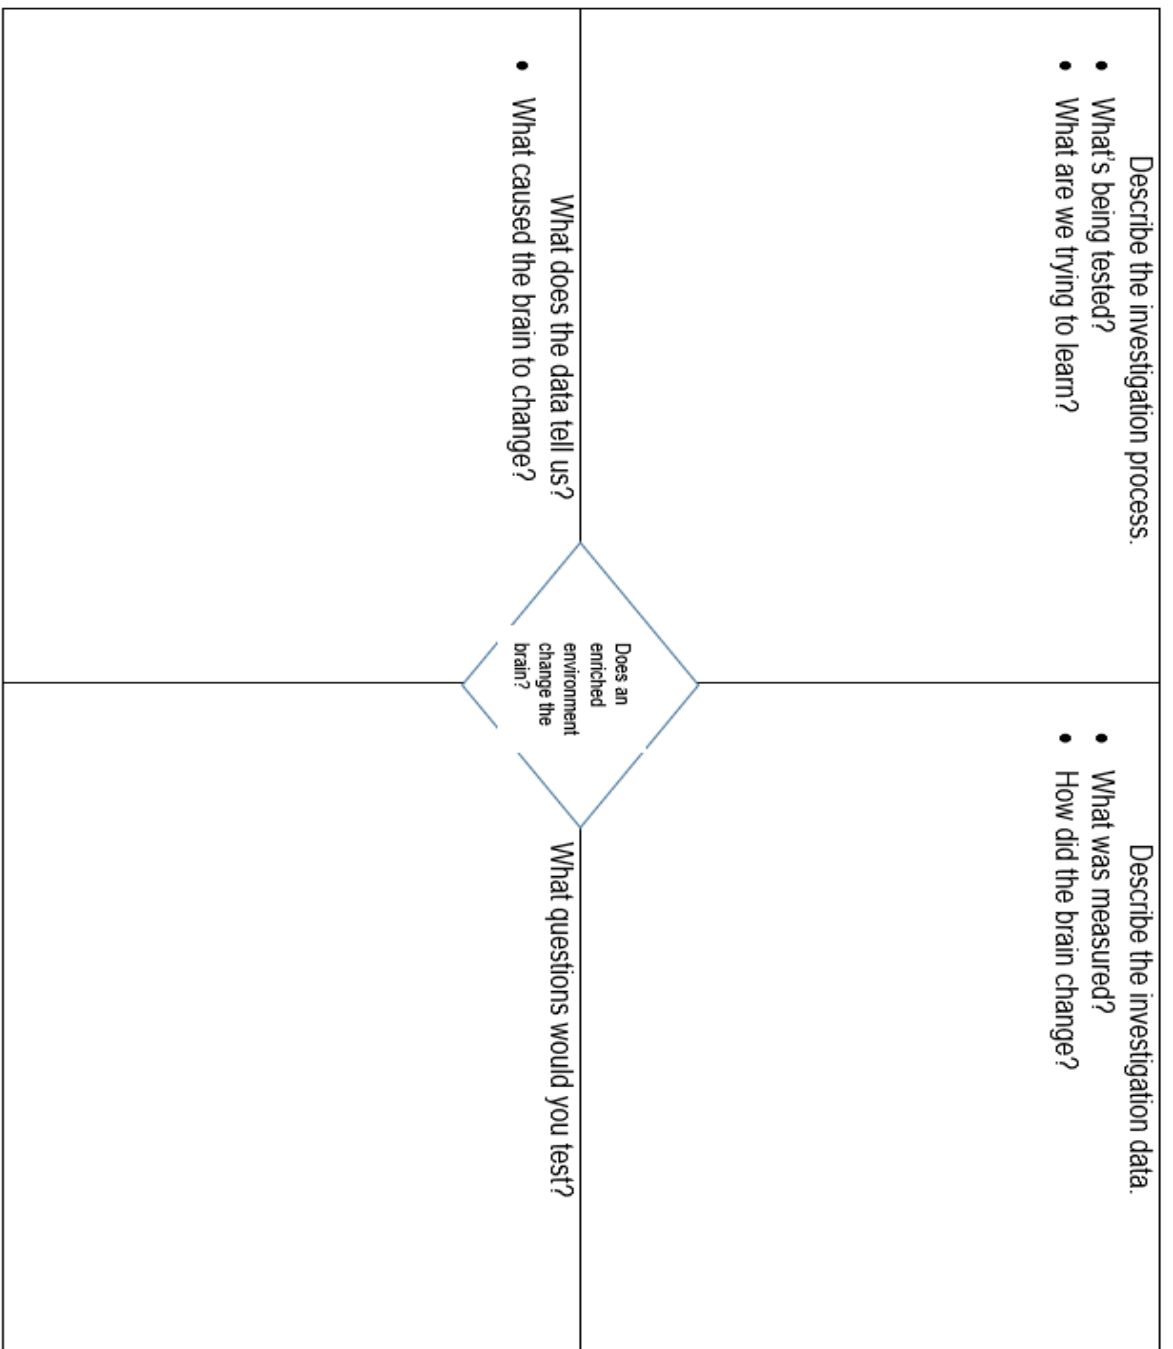 Describe the investigation process.
• What's being tested?
• What are we trying to learn?
Describe the investigation data.
• What was measured?
• How did the brain change?
Does an
enriched
environment
change the
brain?
What does the data tell us?
• What caused the brain to change?
What questions would you test?